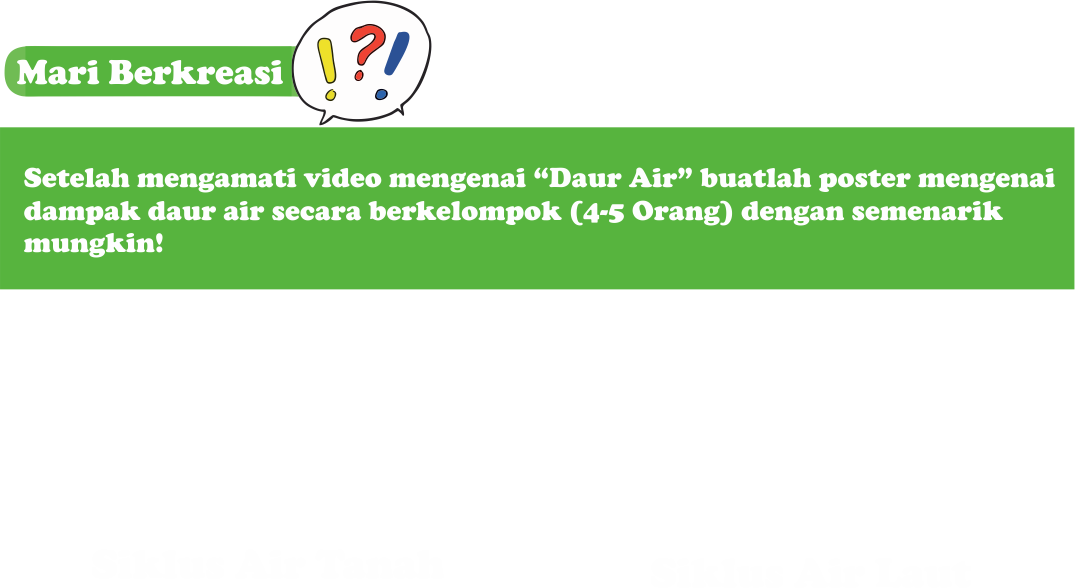 Mari Berkreasi
!?!
Setelah mengamati video mengenai “Daur Air” buatlah poster mengenai
dampak daur air secara berkelompok (4-5 Orang) dengan semenarik
mungkin!